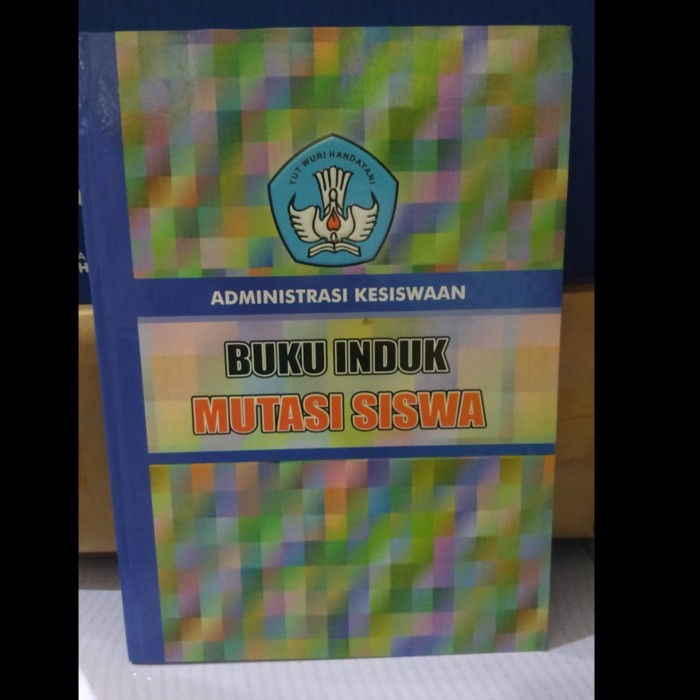 TUT WURI HANDAYANI
ADMINISTRASI KESISWAAN
BUKU INDUK
MUTASI SISWA